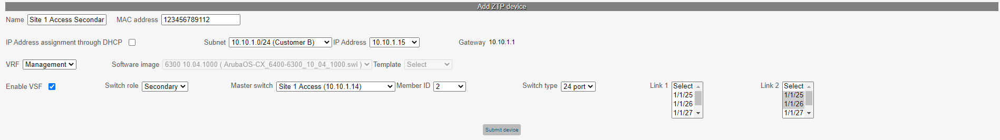 Add ZTP device
Name Site 1 Access Secondar MAC address 123456789112
IP Address assignment through DHCP Subnet 10.10.1.0/24 (Customer B) IP Address 10.10.1.15 Gateway 10.10.1.1
VRF Management Software image 6300 10.04.1000 ( ArubaOS-CX_6400-6300_10_04_1000.swi ) Template Select
Enable VSF Switch role Secondary Master switch Site 1 Access (10.10.1.14) Member ID 2 Switch type 24 port Link 1 Select Link 2 Select
1/1/25 1/1/25
1/1/26 1/1/26
1/1/27 1/1/27
Submit device